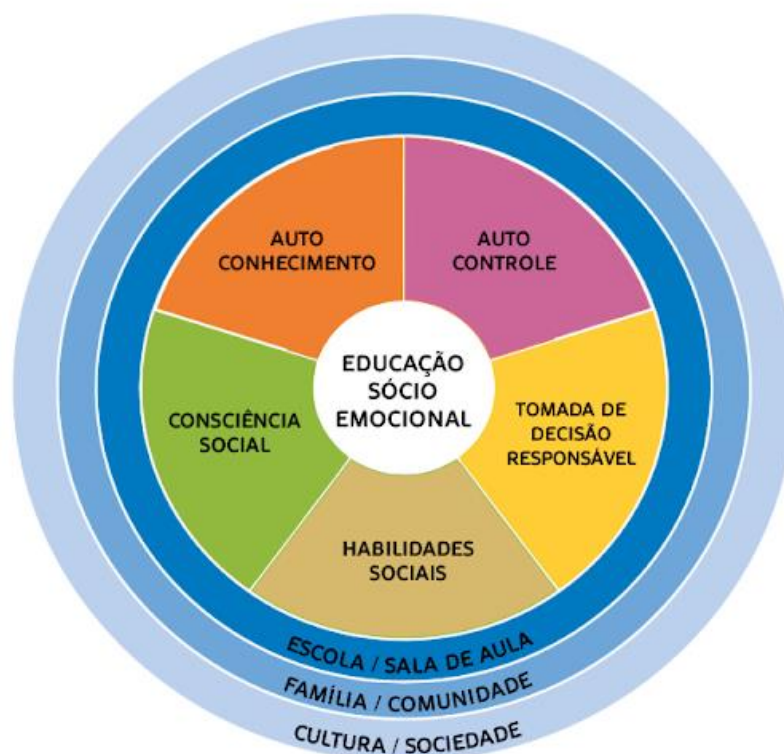 AUTO
CONHECIMENTO
AUTO
CONTROLE
EDUCAÇÃO
SÓCIO
EMOCIONAL
CONSCIÊNCIA
SOCIAL
TOMADA DE
DECISÃO
RESPONSÁVEL
HABILIDADES
SOCIAIS
ESCOLA / SALA DE AULA
FAMÍLIA / COMUNIDADE
CULTURA / SOCIEDADE